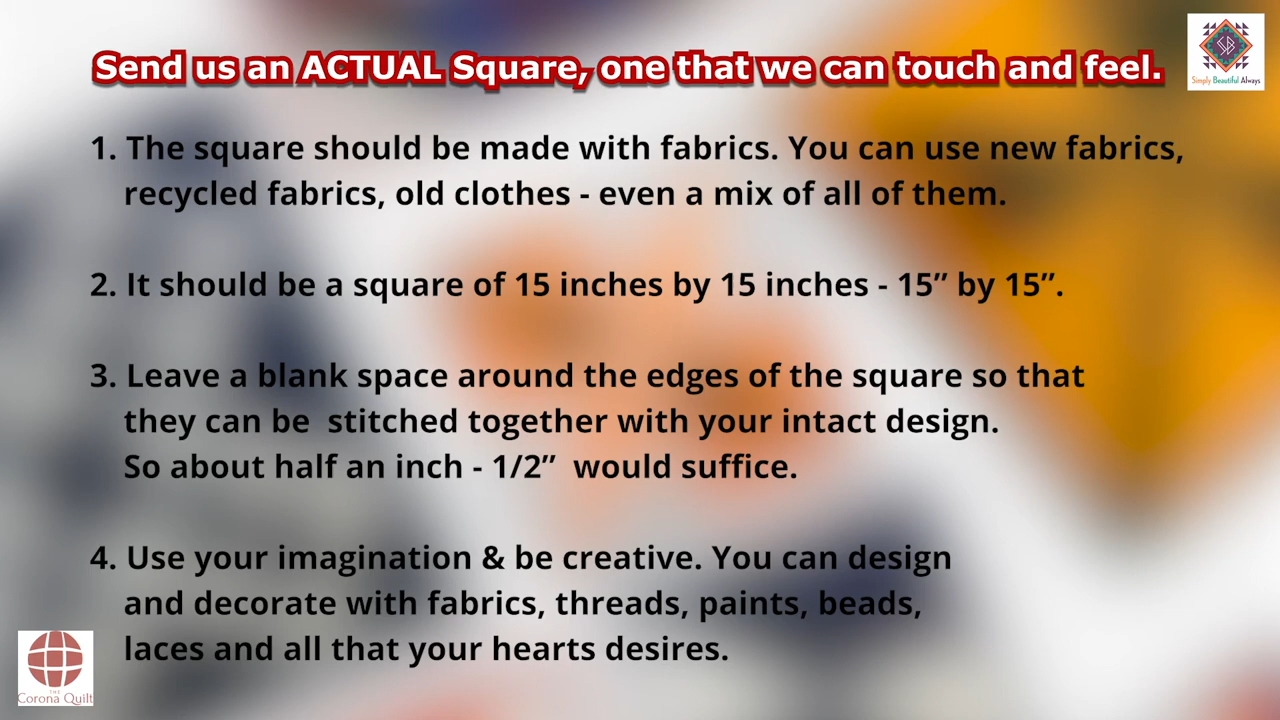 Send us an ACTUAL Square, one that we can touch and feel.
SB
Simply Beautiful Always
1. The square should be made with fabrics. You can use new fabrics,
recycled fabrics, old clothes - even a mix of all of them.
2. It should be a square of 15 inches by 15 inches - 15” by 15”.
3. Leave a blank space around the edges of the square so that
they can be stitched together with your intact design.
So about half an inch - 1/2” would suffice.
4. Use your imagination & be creative. You can design
and decorate with fabrics, threads, paints, beads,
laces and all that your hearts desires.
THE
Corona Quilt